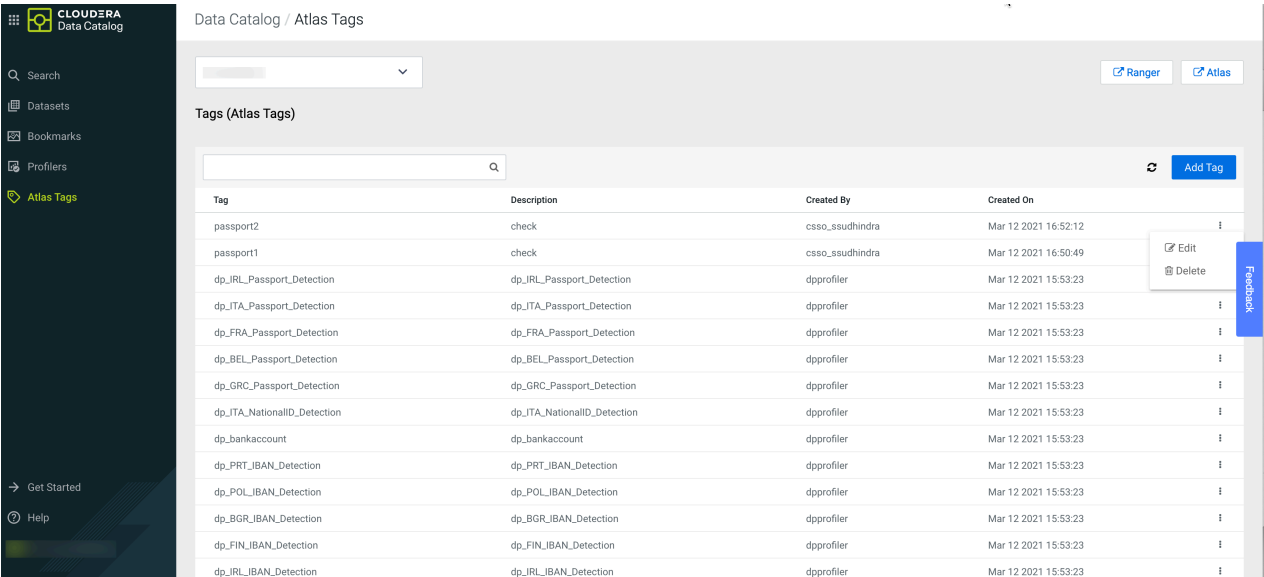 CLOUDERA
Data Catalog
Data Catalog / Atlas Tags
Search
Datasets
Bookmarks
Profilers
Atlas Tags
Get Started
Help
Ranger
Atlas
Tags (Atlas Tags)
Add Tag
Tag Description Created By Created On
passport2 check csso_ssudhindra Mar 12 2021 16:52:12
passport1 check csso_ssudhindra Mar 12 2021 16:50:49
Edit
Delete
dp_IRL_Passport_Detection dp_IRL_Passport_Detection dpprofiler Mar 12 2021 15:53:23
dp_ITA_Passport_Detection dp_ITA_Passport_Detection dpprofiler Mar 12 2021 15:53:23
dp_FRA_Passport_Detection dp_FRA_Passport_Detection dpprofiler Mar 12 2021 15:53:23
dp_BEL_Passport_Detection dp_BEL_Passport_Detection dpprofiler Mar 12 2021 15:53:23
dp_GRC_Passport_Detection dp_GRC_Passport_Detection dpprofiler Mar 12 2021 15:53:23
dp_ITA_NationalID_Detection dp_ITA_NationalID_Detection dpprofiler Mar 12 2021 15:53:23
dp_bankaccount dp_bankaccount dpprofiler Mar 12 2021 15:53:23
dp_PRT_IBAN_Detection dp_PRT_IBAN_Detection dpprofiler Mar 12 2021 15:53:23
dp_POL_IBAN_Detection dp_POL_IBAN_Detection dpprofiler Mar 12 2021 15:53:23
dp_BGR_IBAN_Detection dp_BGR_IBAN_Detection dpprofiler Mar 12 2021 15:53:23
dp_FIN_IBAN_Detection dp_FIN_IBAN_Detection dpprofiler Mar 12 2021 15:53:23
dp_IRL_IBAN_Detection dp_IRL_IBAN_Detection dpprofiler Mar 12 2021 15:53:23
Feedback